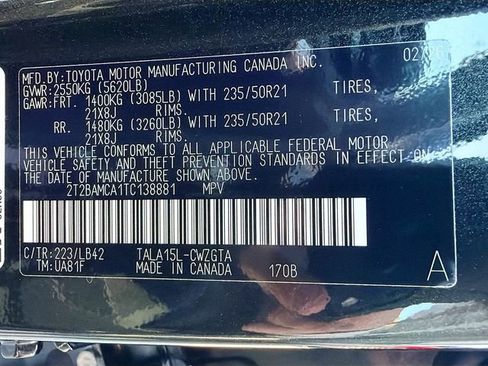 MFD.BY:TOYOTA MOTOR MANUFACTURING CANADA INC. 02/26
GVWR:2550KG (5620LB)
GAWR:FRT. 1400KG (3085LB) WITH 235/50R21 TIRES,
21X8J RIMS.
RR. 1480KG (3260LB) WITH 235/50R21 TIRES,
21X8J RIMS.
THIS VEHICLE CONFORMS TO ALL APPLICABLE FEDERAL MOTOR
VEHICLE SAFETY AND THEFT PREVENTION STANDARDS IN EFFECT ON
THE DATE OF MANUFACTURE SHOWN ABOVE.
2T2BAMCA1TC138881 MPV
C/TR:223/LB42 TALA15L-CWZGTA
TM:UA81F MADE IN CANADA 170B A